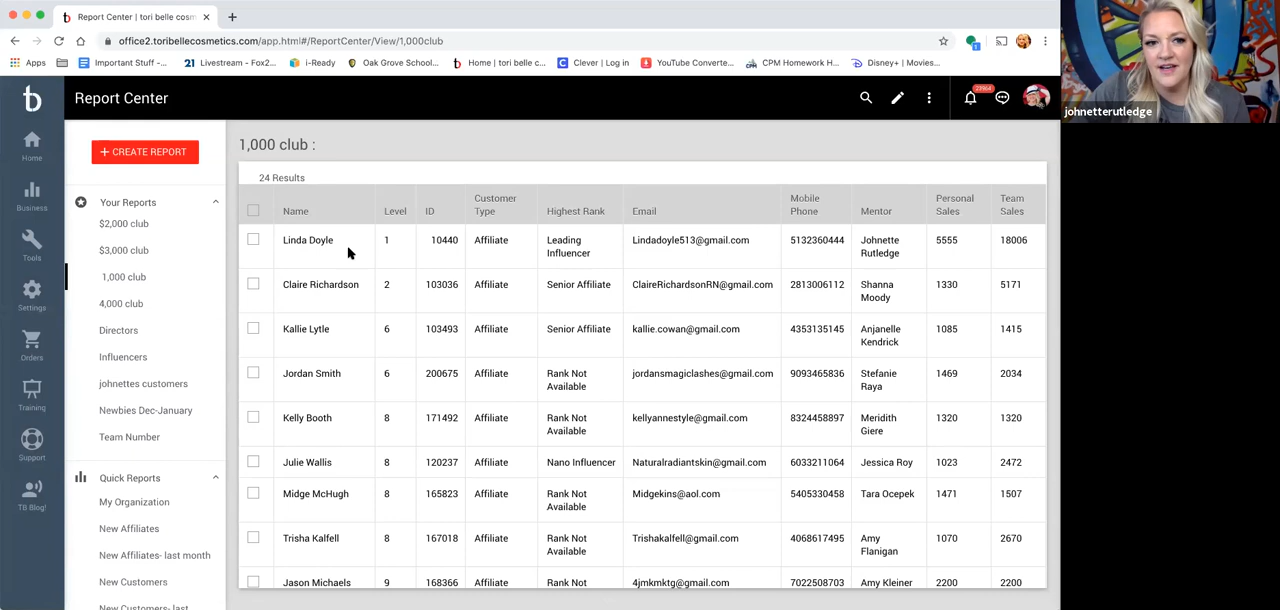 Report Center | tori belle cosm
office2.toribellecosmetics.com/app.html#/ReportCenter/View/1,000club
Apps
Important Stuff -...
21 Livestream - Fox2...
i-Ready
Oak Grove School...
Home | tori belle c...
Clever | Log in
YouTube Converte...
CPM Homework H...
Disney+ | Movies...
Report Center
23964
johnetterutledge
Home
Business
Tools
Settings
Orders
Training
Support
TB Blog!
+ CREATE REPORT
Your Reports
$2,000 club
$3,000 club
1,000 club
4,000 club
Directors
Influencers
johnettes customers
Newbies Dec-January
Team Number
Quick Reports
My Organization
New Affiliates
New Affiliates- last month
New Customers
New Customers- last
1,000 club :
24 Results
Name Level ID Customer Type Highest Rank Email Mobile Phone Mentor Personal Sales Team Sales
Linda Doyle 1 10440 Affiliate Leading Influencer Lindadoyle513@gmail.com 5132360444 Johnette Rutledge 5555 18006
Claire Richardson 2 103036 Affiliate Senior Affiliate ClaireRichardsonRN@gmail.com 2813006112 Shanna Moody 1330 5171
Kallie Lytle 6 103493 Affiliate Senior Affiliate kallie.cowan@gmail.com 4353135145 Anjanelle Kendrick 1085 1415
Jordan Smith 6 200675 Affiliate Rank Not Available jordansmagiclashes@gmail.com 9093465836 Stefanie Raya 1469 2034
Kelly Booth 8 171492 Affiliate Rank Not Available kellyannestyle@gmail.com 8324458897 Meridith Giere 1320 1320
Julie Wallis 8 120237 Affiliate Nano Influencer Naturalradiantskin@gmail.com 6033211064 Jessica Roy 1023 2472
Midge McHugh 8 165823 Affiliate Rank Not Available Midgekins@aol.com 5405330458 Tara Ocepek 1471 1507
Trisha Kalfell 8 167018 Affiliate Rank Not Available Trishakalfell@gmail.com 4068617495 Amy Flanigan 1070 2670
Jason Michaels 9 168366 Affiliate Rank Not 4jmkmktg@gmail.com 7022508703 Amy Kleiner 2200 2200